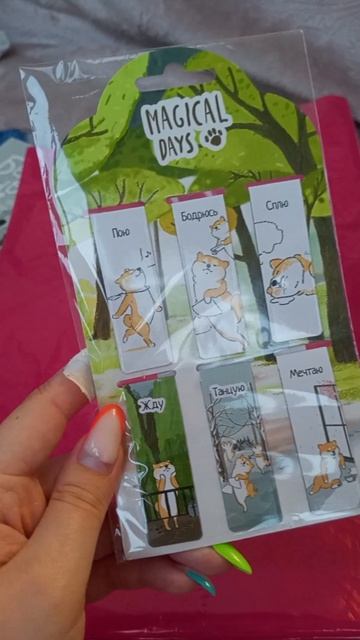 MAGICAL
DAYS
Пою
Бодрюсь
Сплю
Жду
Танцую
Мечтаю